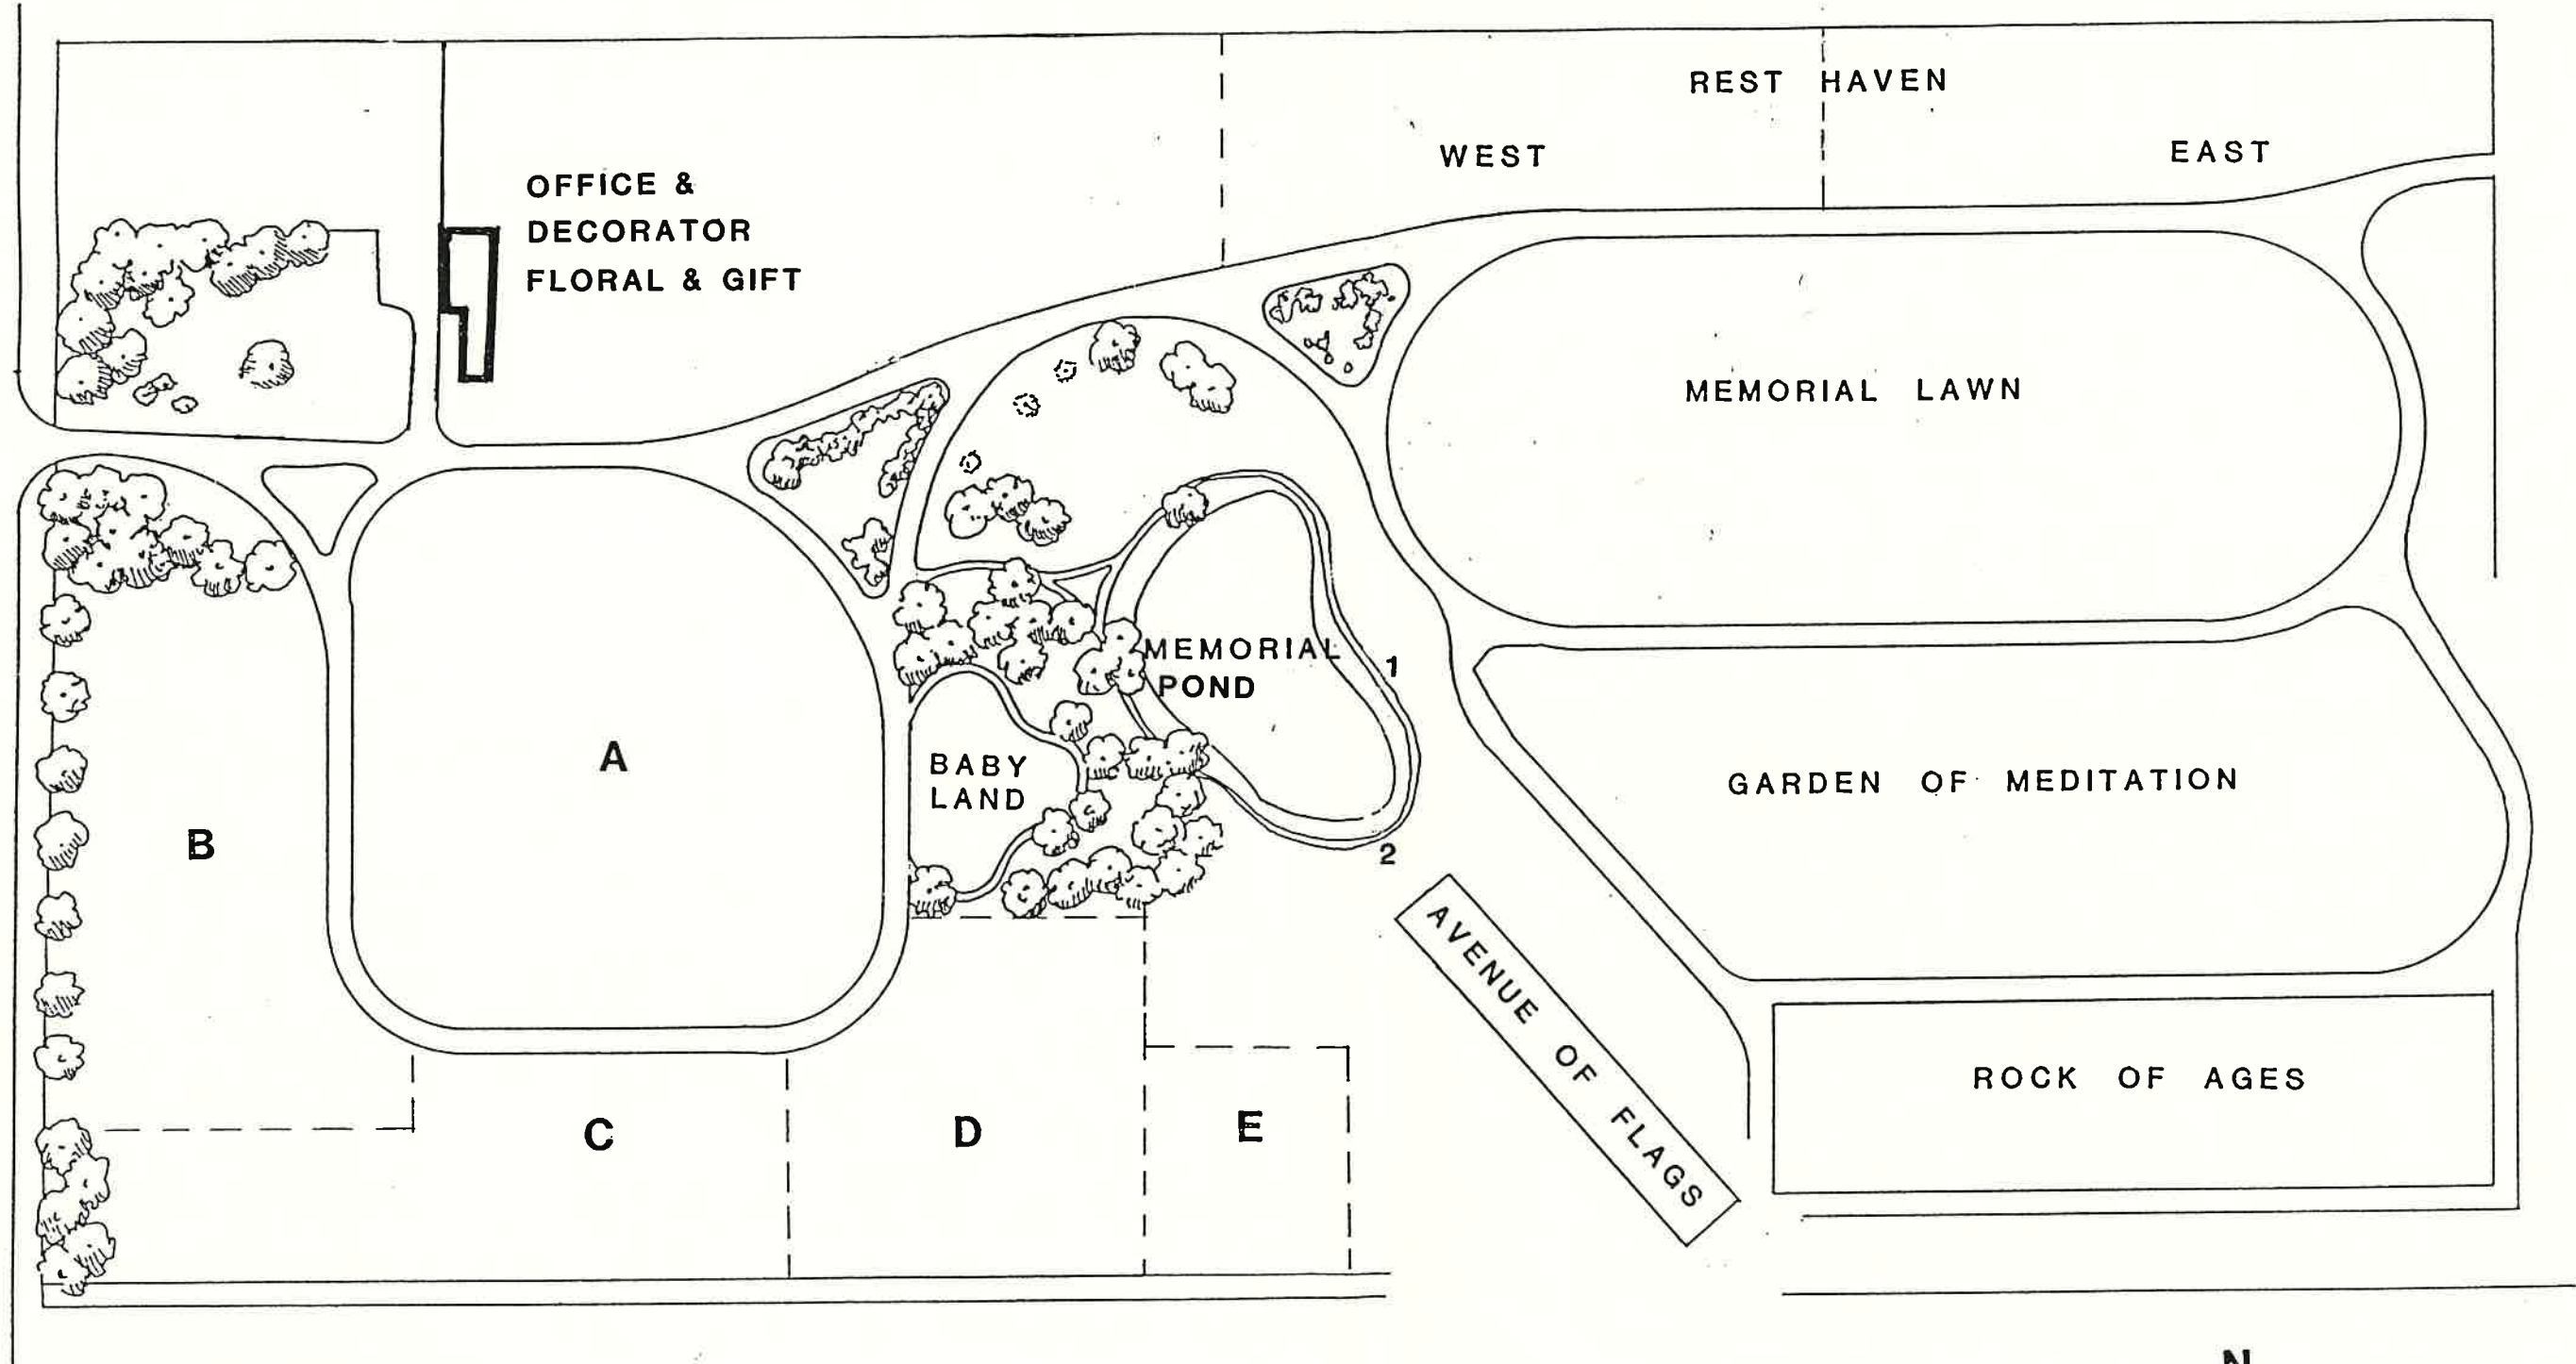 REST HAVEN
WEST
EAST
OFFICE &
DECORATOR
FLORAL & GIFT
MEMORIAL LAWN
MEMORIAL
POND
1
2
BABY
LAND
A
B
GARDEN OF MEDITATION
AVENUE OF FLAGS
ROCK OF AGES
C
D
E
N